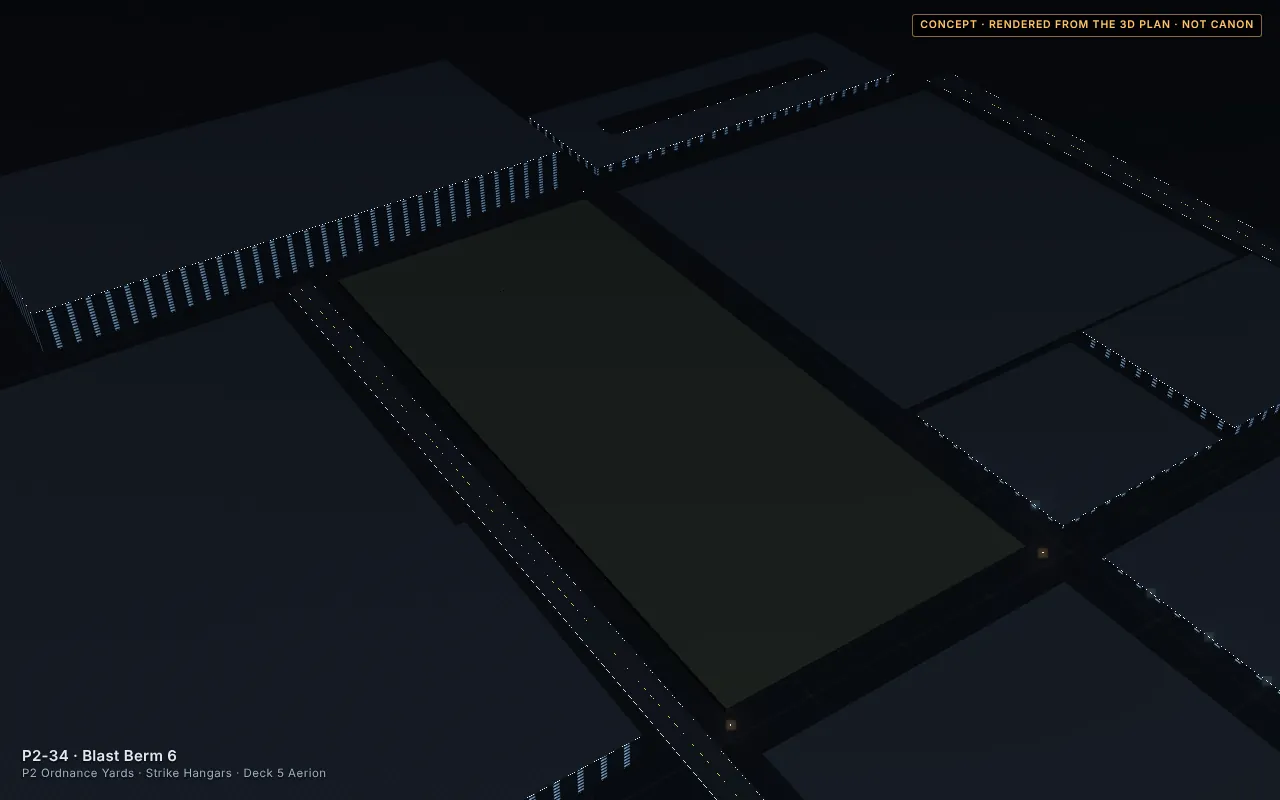 CONCEPT · RENDERED FROM THE 3D PLAN · NOT CANON
P2-34 · Blast Berm 6
P2 Ordnance Yards · Strike Hangars · Deck 5 Aerion